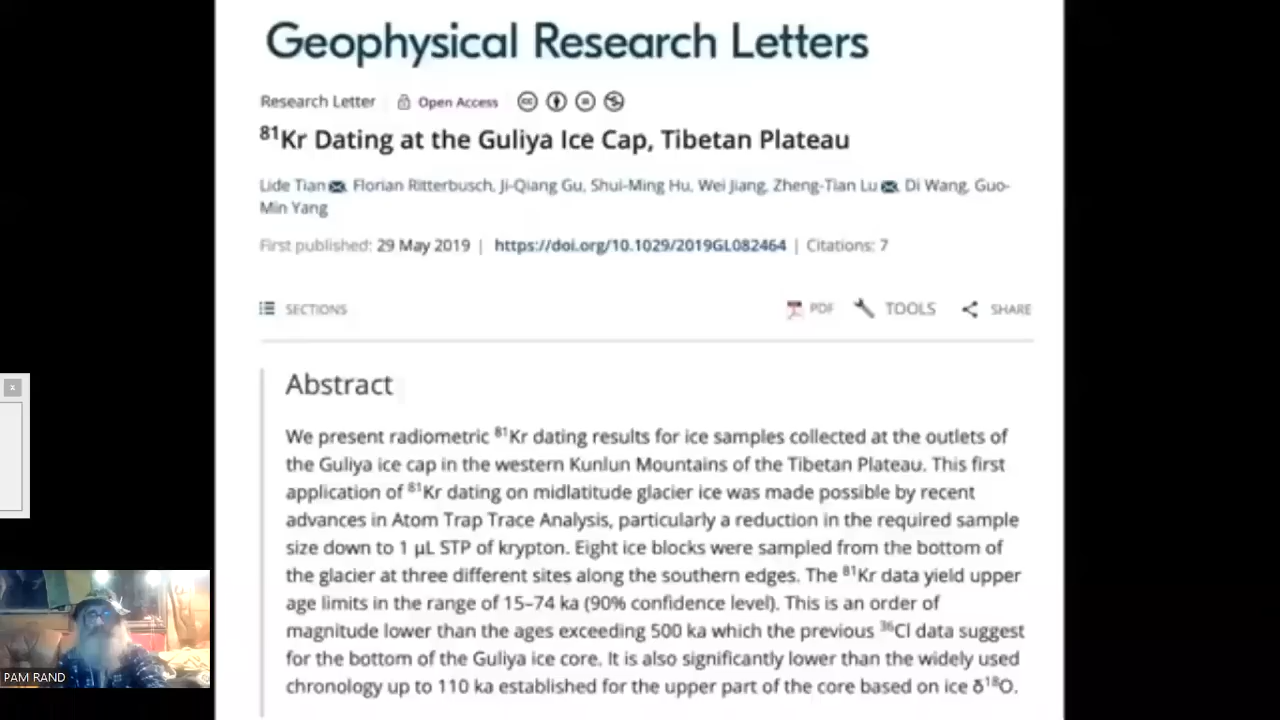 Geophysical Research Letters
Research Letter Open Access
⁸¹Kr Dating at the Guliya Ice Cap, Tibetan Plateau
Lide Tian, Florian Ritterbusch, Ji-Qiang Gu, Shui-Ming Hu, Wei Jiang, Zheng-Tian Lu, Di Wang, Guo-
Min Yang
First published: 29 May 2019 | https://doi.org/10.1029/2019GL082464 | Citations: 7
SECTIONS PDF TOOLS SHARE
Abstract
We present radiometric ⁸¹Kr dating results for ice samples collected at the outlets of
the Guliya ice cap in the western Kunlun Mountains of the Tibetan Plateau. This first
application of ⁸¹Kr dating on midlatitude glacier ice was made possible by recent
advances in Atom Trap Trace Analysis, particularly a reduction in the required sample
size down to 1 μL STP of krypton. Eight ice blocks were sampled from the bottom of
the glacier at three different sites along the southern edges. The ⁸¹Kr data yield upper
age limits in the range of 15–74 ka (90% confidence level). This is an order of
magnitude lower than the ages exceeding 500 ka which the previous ³⁶Cl data suggest
for the bottom of the Guliya ice core. It is also significantly lower than the widely used
chronology up to 110 ka established for the upper part of the core based on ice δ¹⁸O.
x
PAM RAND